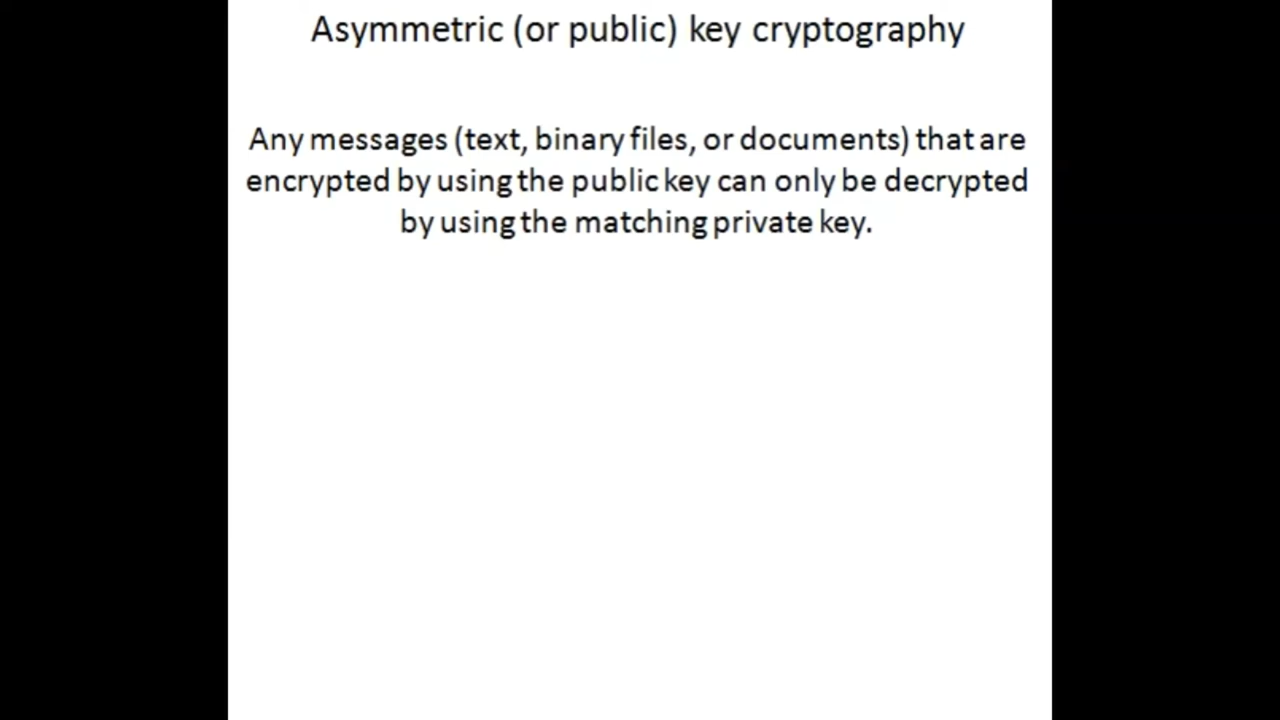 Asymmetric (or public) key cryptography
Any messages (text, binary files, or documents) that are
encrypted by using the public key can only be decrypted
by using the matching private key.